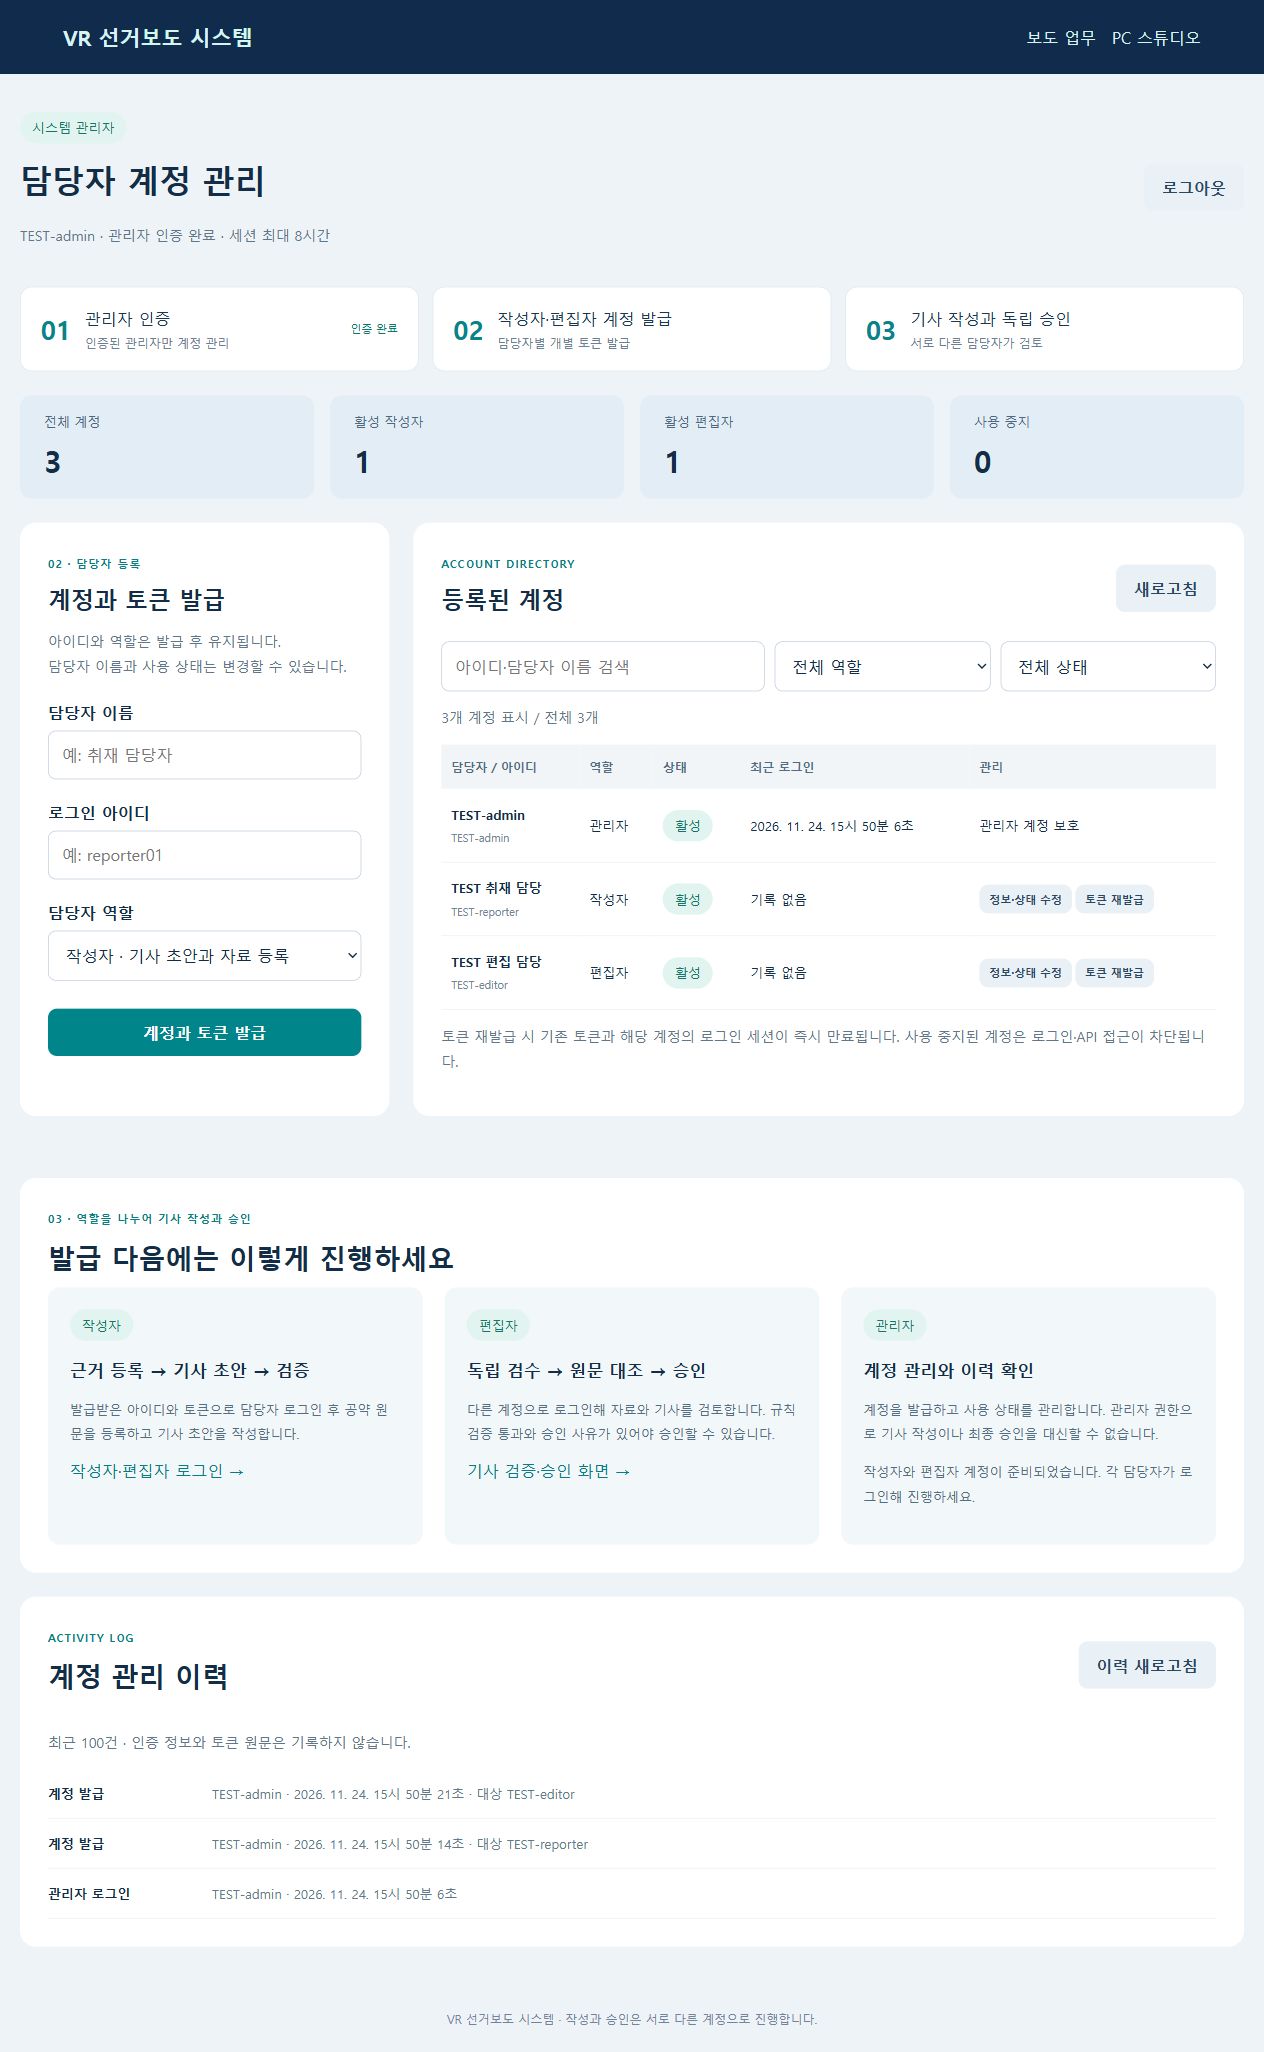 VR 선거보도 시스템
보도 업무 PC 스튜디오
시스템 관리자
담당자 계정 관리
로그아웃
TEST-admin · 관리자 인증 완료 · 세션 최대 8시간
01 관리자 인증
인증된 관리자만 계정 관리
인증 완료
02 작성자·편집자 계정 발급
담당자별 개별 토큰 발급
03 기사 작성과 독립 승인
서로 다른 담당자가 검토
전체 계정
3
활성 작성자
1
활성 편집자
1
사용 중지
0
02 · 담당자 등록
계정과 토큰 발급
아이디와 역할은 발급 후 유지됩니다.
담당자 이름과 사용 상태는 변경할 수 있습니다.
담당자 이름
예: 취재 담당자
로그인 아이디
예: reporter01
담당자 역할
작성자 · 기사 초안과 자료 등록
계정과 토큰 발급
ACCOUNT DIRECTORY
등록된 계정
새로고침
아이디·담당자 이름 검색
전체 역할
전체 상태
3개 계정 표시 / 전체 3개
담당자 / 아이디 역할 상태 최근 로그인 관리
TEST-admin
TEST-admin
관리자 활성 2026. 11. 24. 15시 50분 6초 관리자 계정 보호
TEST 취재 담당
TEST-reporter
작성자 활성 기록 없음 정보·상태 수정 토큰 재발급
TEST 편집 담당
TEST-editor
편집자 활성 기록 없음 정보·상태 수정 토큰 재발급
토큰 재발급 시 기존 토큰과 해당 계정의 로그인 세션이 즉시 만료됩니다. 사용 중지된 계정은 로그인·API 접근이 차단됩니
다.
03 · 역할을 나누어 기사 작성과 승인
발급 다음에는 이렇게 진행하세요
작성자
근거 등록 → 기사 초안 → 검증
발급받은 아이디와 토큰으로 담당자 로그인 후 공약 원
문을 등록하고 기사 초안을 작성합니다.
작성자·편집자 로그인 →
편집자
독립 검수 → 원문 대조 → 승인
다른 계정으로 로그인해 자료와 기사를 검토합니다. 규칙
검증 통과와 승인 사유가 있어야 승인할 수 있습니다.
기사 검증·승인 화면 →
관리자
계정 관리와 이력 확인
계정을 발급하고 사용 상태를 관리합니다. 관리자 권한으
로 기사 작성이나 최종 승인을 대신할 수 없습니다.
작성자와 편집자 계정이 준비되었습니다. 각 담당자가 로
그인해 진행하세요.
ACTIVITY LOG
계정 관리 이력
이력 새로고침
최근 100건 · 인증 정보와 토큰 원문은 기록하지 않습니다.
계정 발급 TEST-admin · 2026. 11. 24. 15시 50분 21초 · 대상 TEST-editor
계정 발급 TEST-admin · 2026. 11. 24. 15시 50분 14초 · 대상 TEST-reporter
관리자 로그인 TEST-admin · 2026. 11. 24. 15시 50분 6초
VR 선거보도 시스템 · 작성과 승인은 서로 다른 계정으로 진행합니다.